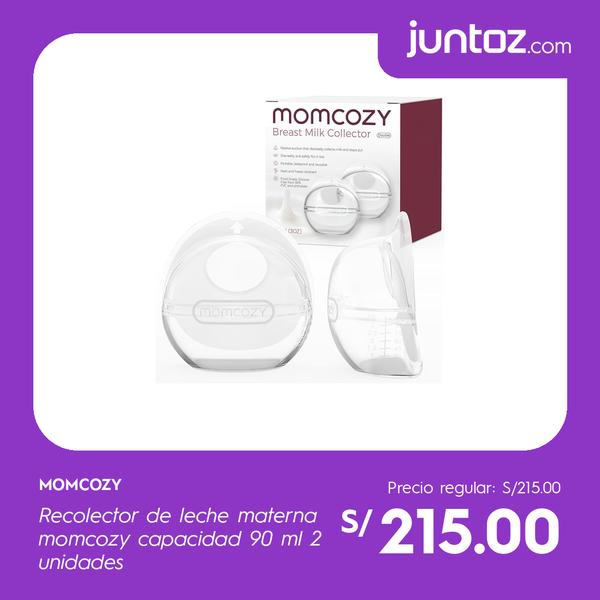 juntoz.com
momcozy
Breast Milk Collector
momcozy
MOMCOZY
Recolector de leche materna
momcozy capacidad 90 ml 2
unidades
Precio regular: S/215.00
S/ 215.00